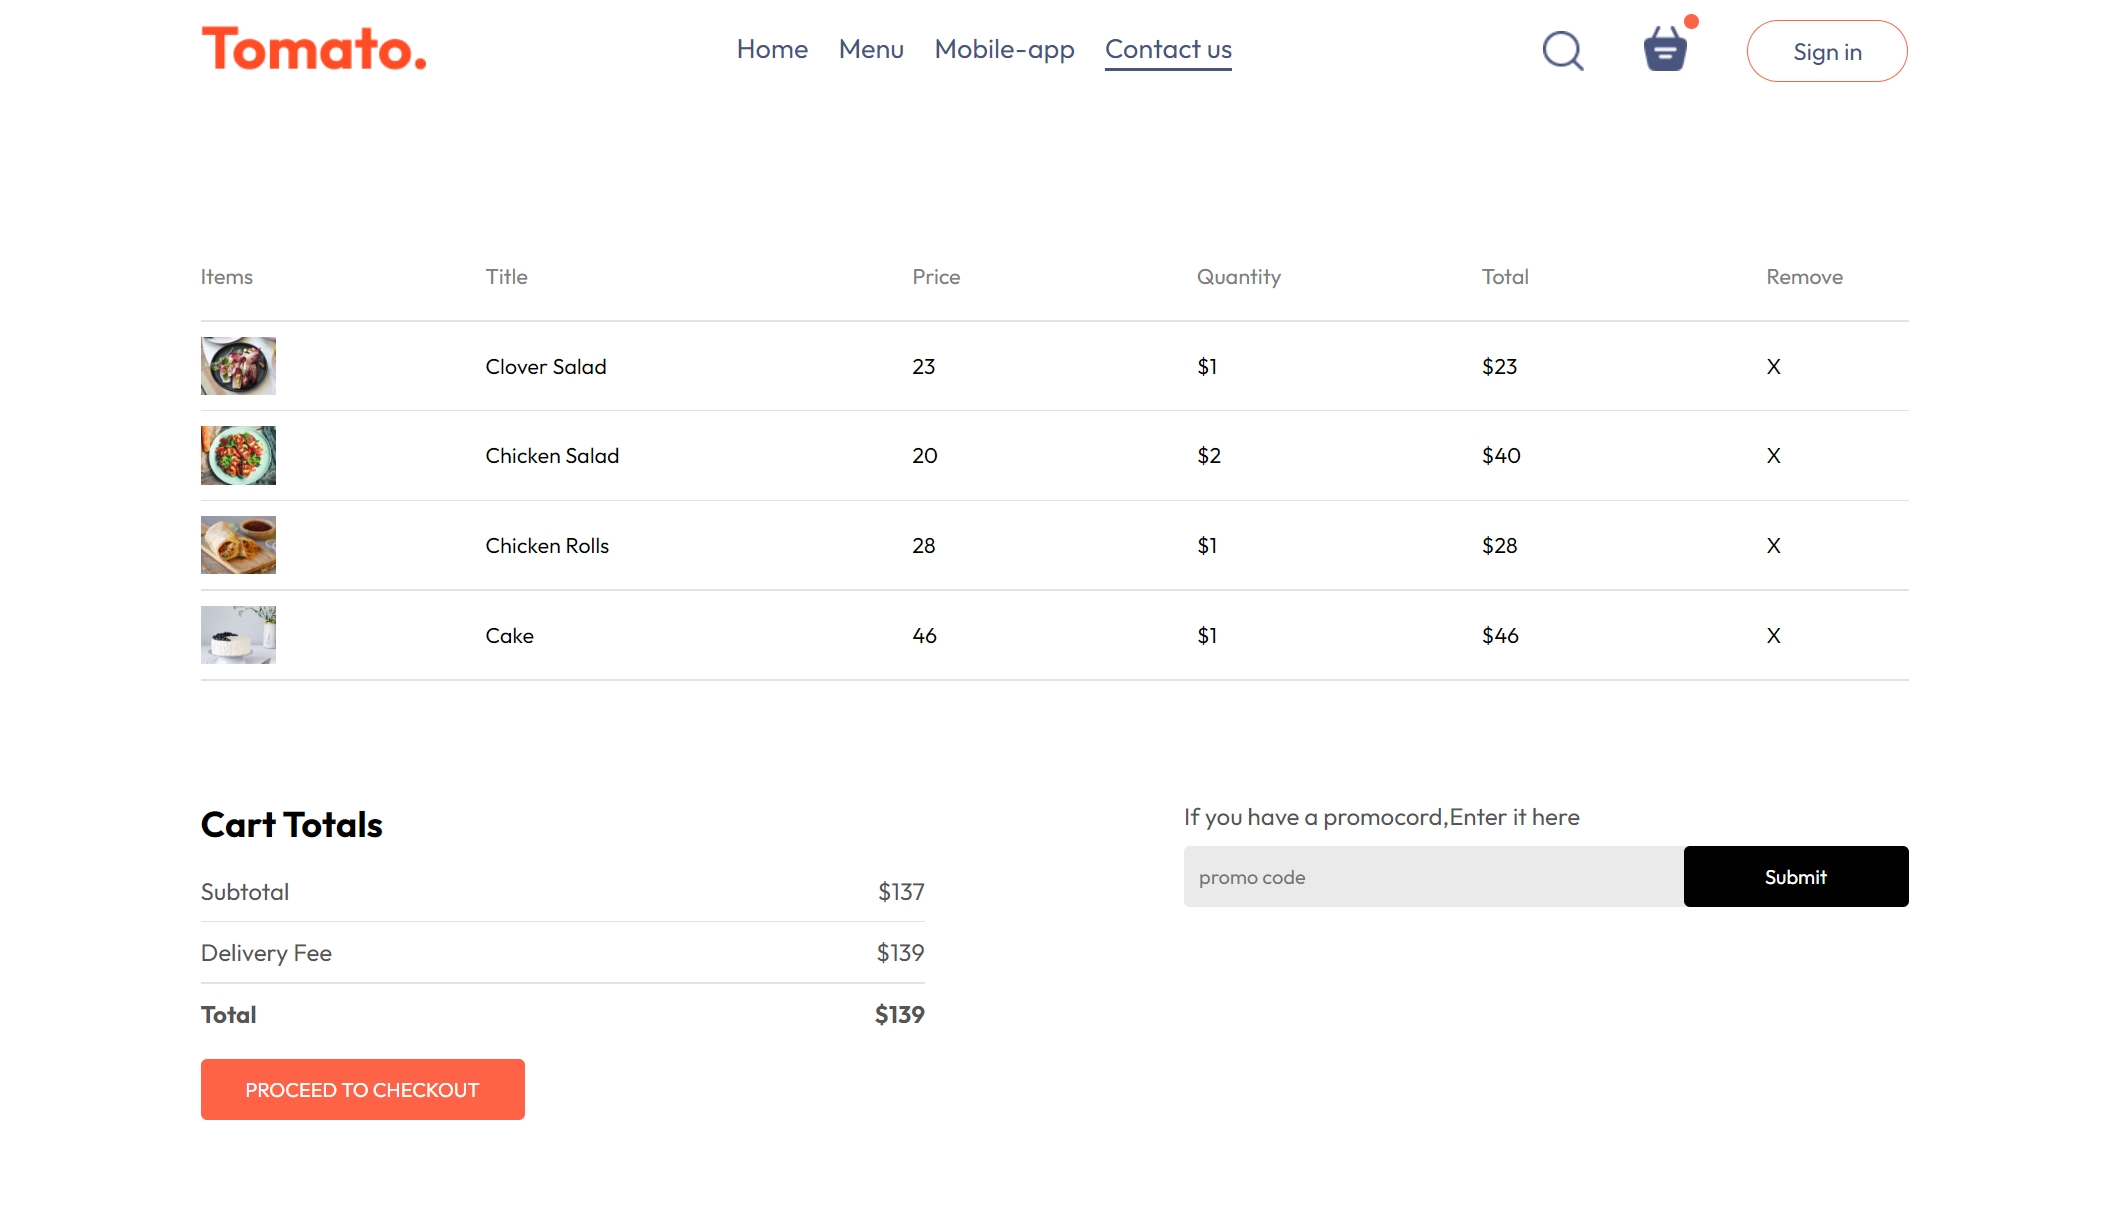 Tomato.
Home Menu Mobile-app Contact us
Sign in
Items Title Price Quantity Total Remove
Clover Salad 23 $1 $23 X
Chicken Salad 20 $2 $40 X
Chicken Rolls 28 $1 $28 X
Cake 46 $1 $46 X
Cart Totals
Subtotal $137
Delivery Fee $139
Total $139
PROCEED TO CHECKOUT
If you have a promocord,Enter it here
promo code
Submit